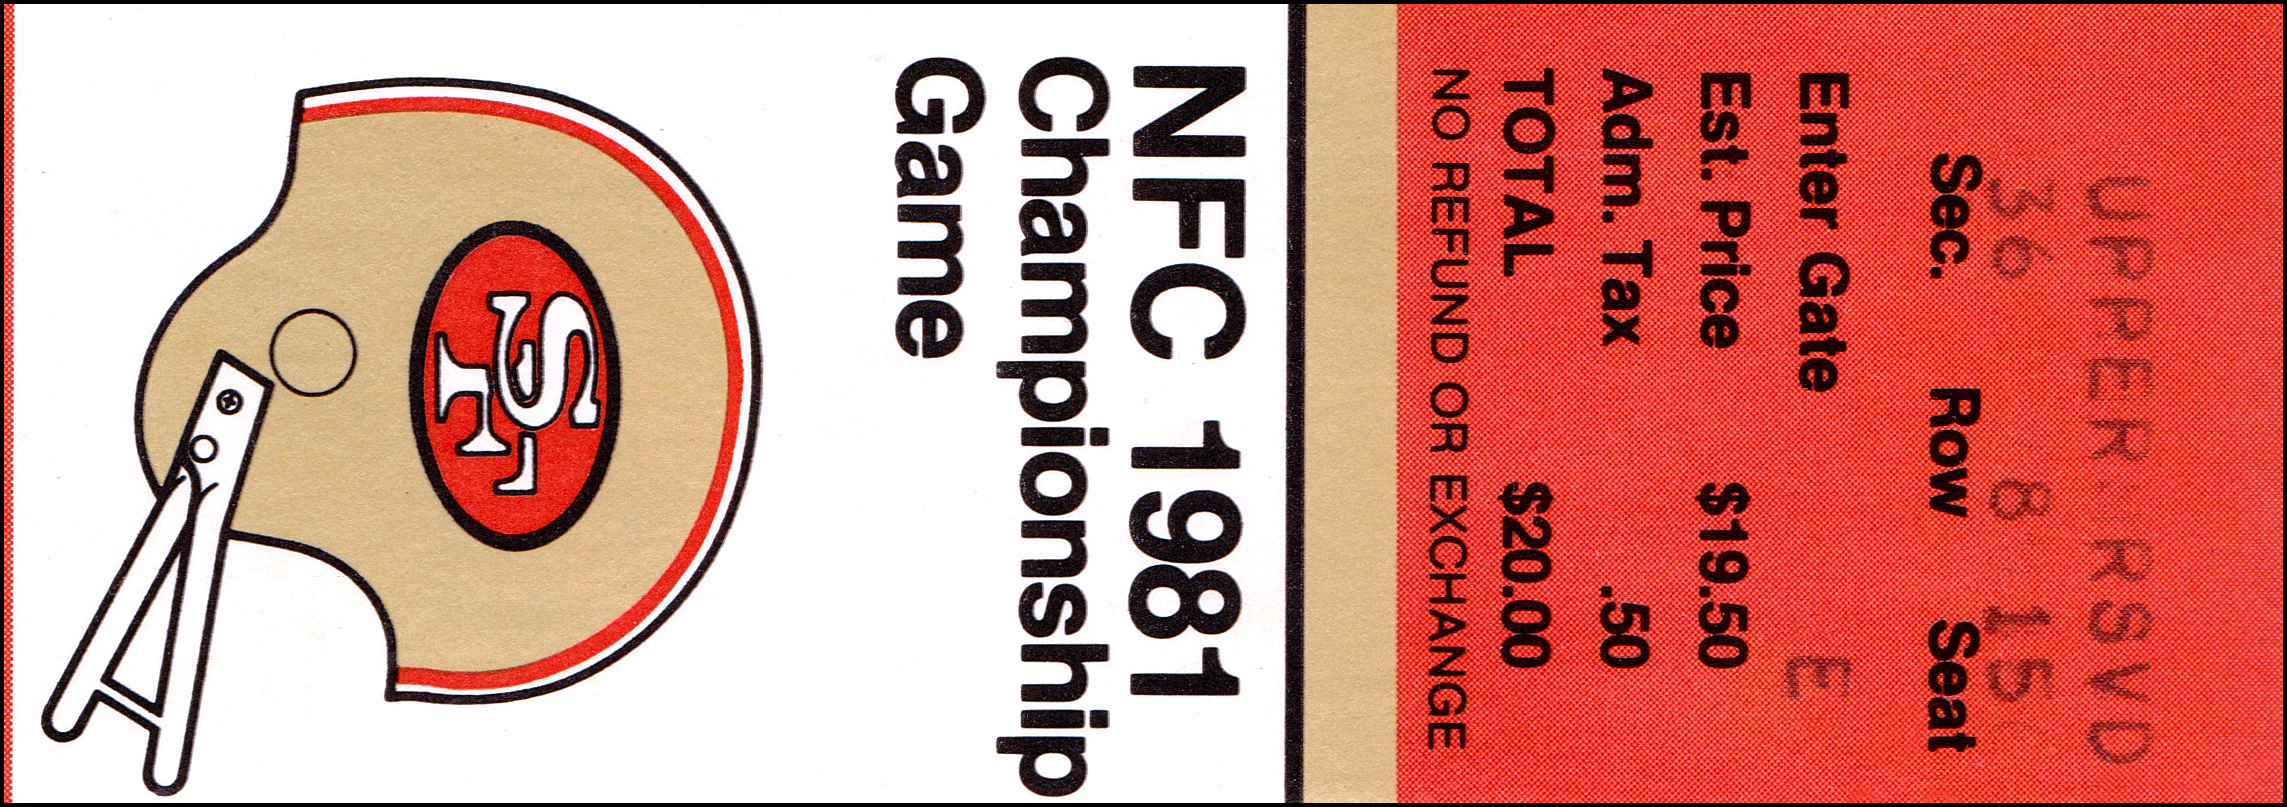 UPPER RSVD
36 8 15
Sec. Row Seat
Enter Gate E
Est. Price $19.50
Adm. Tax .50
TOTAL $20.00
NO REFUND OR EXCHANGE
NFC 1981
Championship
Game
SF